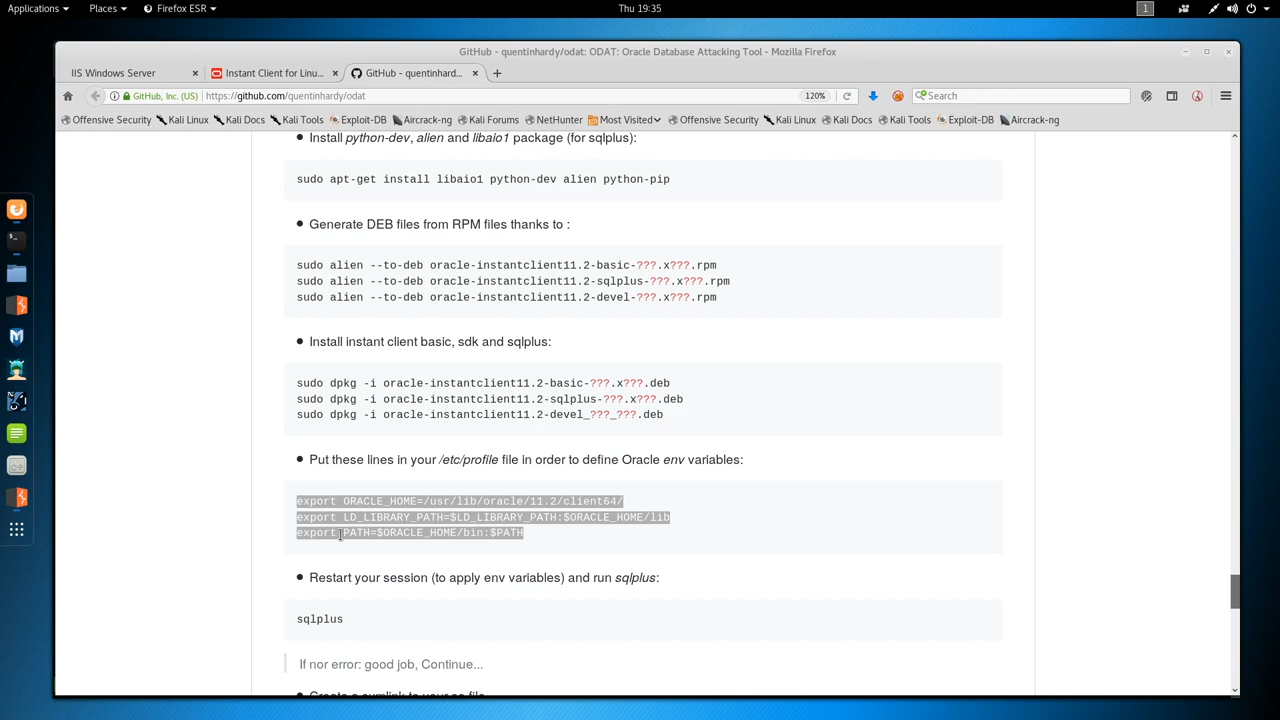 Applications Places Firefox ESR Thu 19:35 1
GitHub - quentinhardy/odat: ODAT: Oracle Database Attacking Tool - Mozilla Firefox
IIS Windows Server × Instant Client for Linu... × GitHub - quentinhard... × +
GitHub, Inc. (US) https://github.com/quentinhardy/odat 120% Search
Offensive Security Kali Linux Kali Docs Kali Tools Exploit-DB Aircrack-ng Kali Forums NetHunter Most Visited Offensive Security Kali Linux Kali Docs Kali Tools Exploit-DB Aircrack-ng
• Install python-dev, alien and libaio1 package (for sqlplus):
sudo apt-get install libaio1 python-dev alien python-pip
• Generate DEB files from RPM files thanks to :
sudo alien --to-deb oracle-instantclient11.2-basic-???.x???.rpm
sudo alien --to-deb oracle-instantclient11.2-sqlplus-???.x???.rpm
sudo alien --to-deb oracle-instantclient11.2-devel-???.x???.rpm
• Install instant client basic, sdk and sqlplus:
sudo dpkg -i oracle-instantclient11.2-basic-???.x???.deb
sudo dpkg -i oracle-instantclient11.2-sqlplus-???.x???.deb
sudo dpkg -i oracle-instantclient11.2-devel_???_???.deb
• Put these lines in your /etc/profile file in order to define Oracle env variables:
export ORACLE_HOME=/usr/lib/oracle/11.2/client64/
export LD_LIBRARY_PATH=$LD_LIBRARY_PATH:$ORACLE_HOME/lib
export PATH=$ORACLE_HOME/bin:$PATH
• Restart your session (to apply env variables) and run sqlplus:
sqlplus
If nor error: good job, Continue...
• Create a symlink to your so file